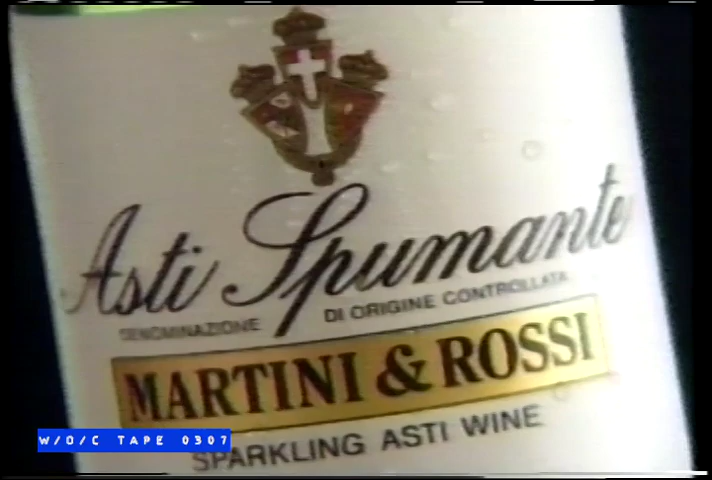 Asti Spumante
DENOMINAZIONE DI ORIGINE CONTROLLATA
MARTINI & ROSSI
SPARKLING ASTI WINE
W/O/C TAPE 0307